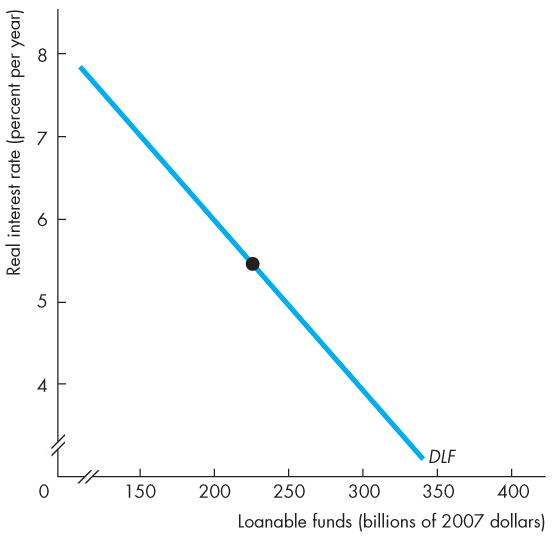 Real interest rate (percent per year)
8
7
6
5
4
DLF
0 150 200 250 300 350 400
Loanable funds (billions of 2007 dollars)